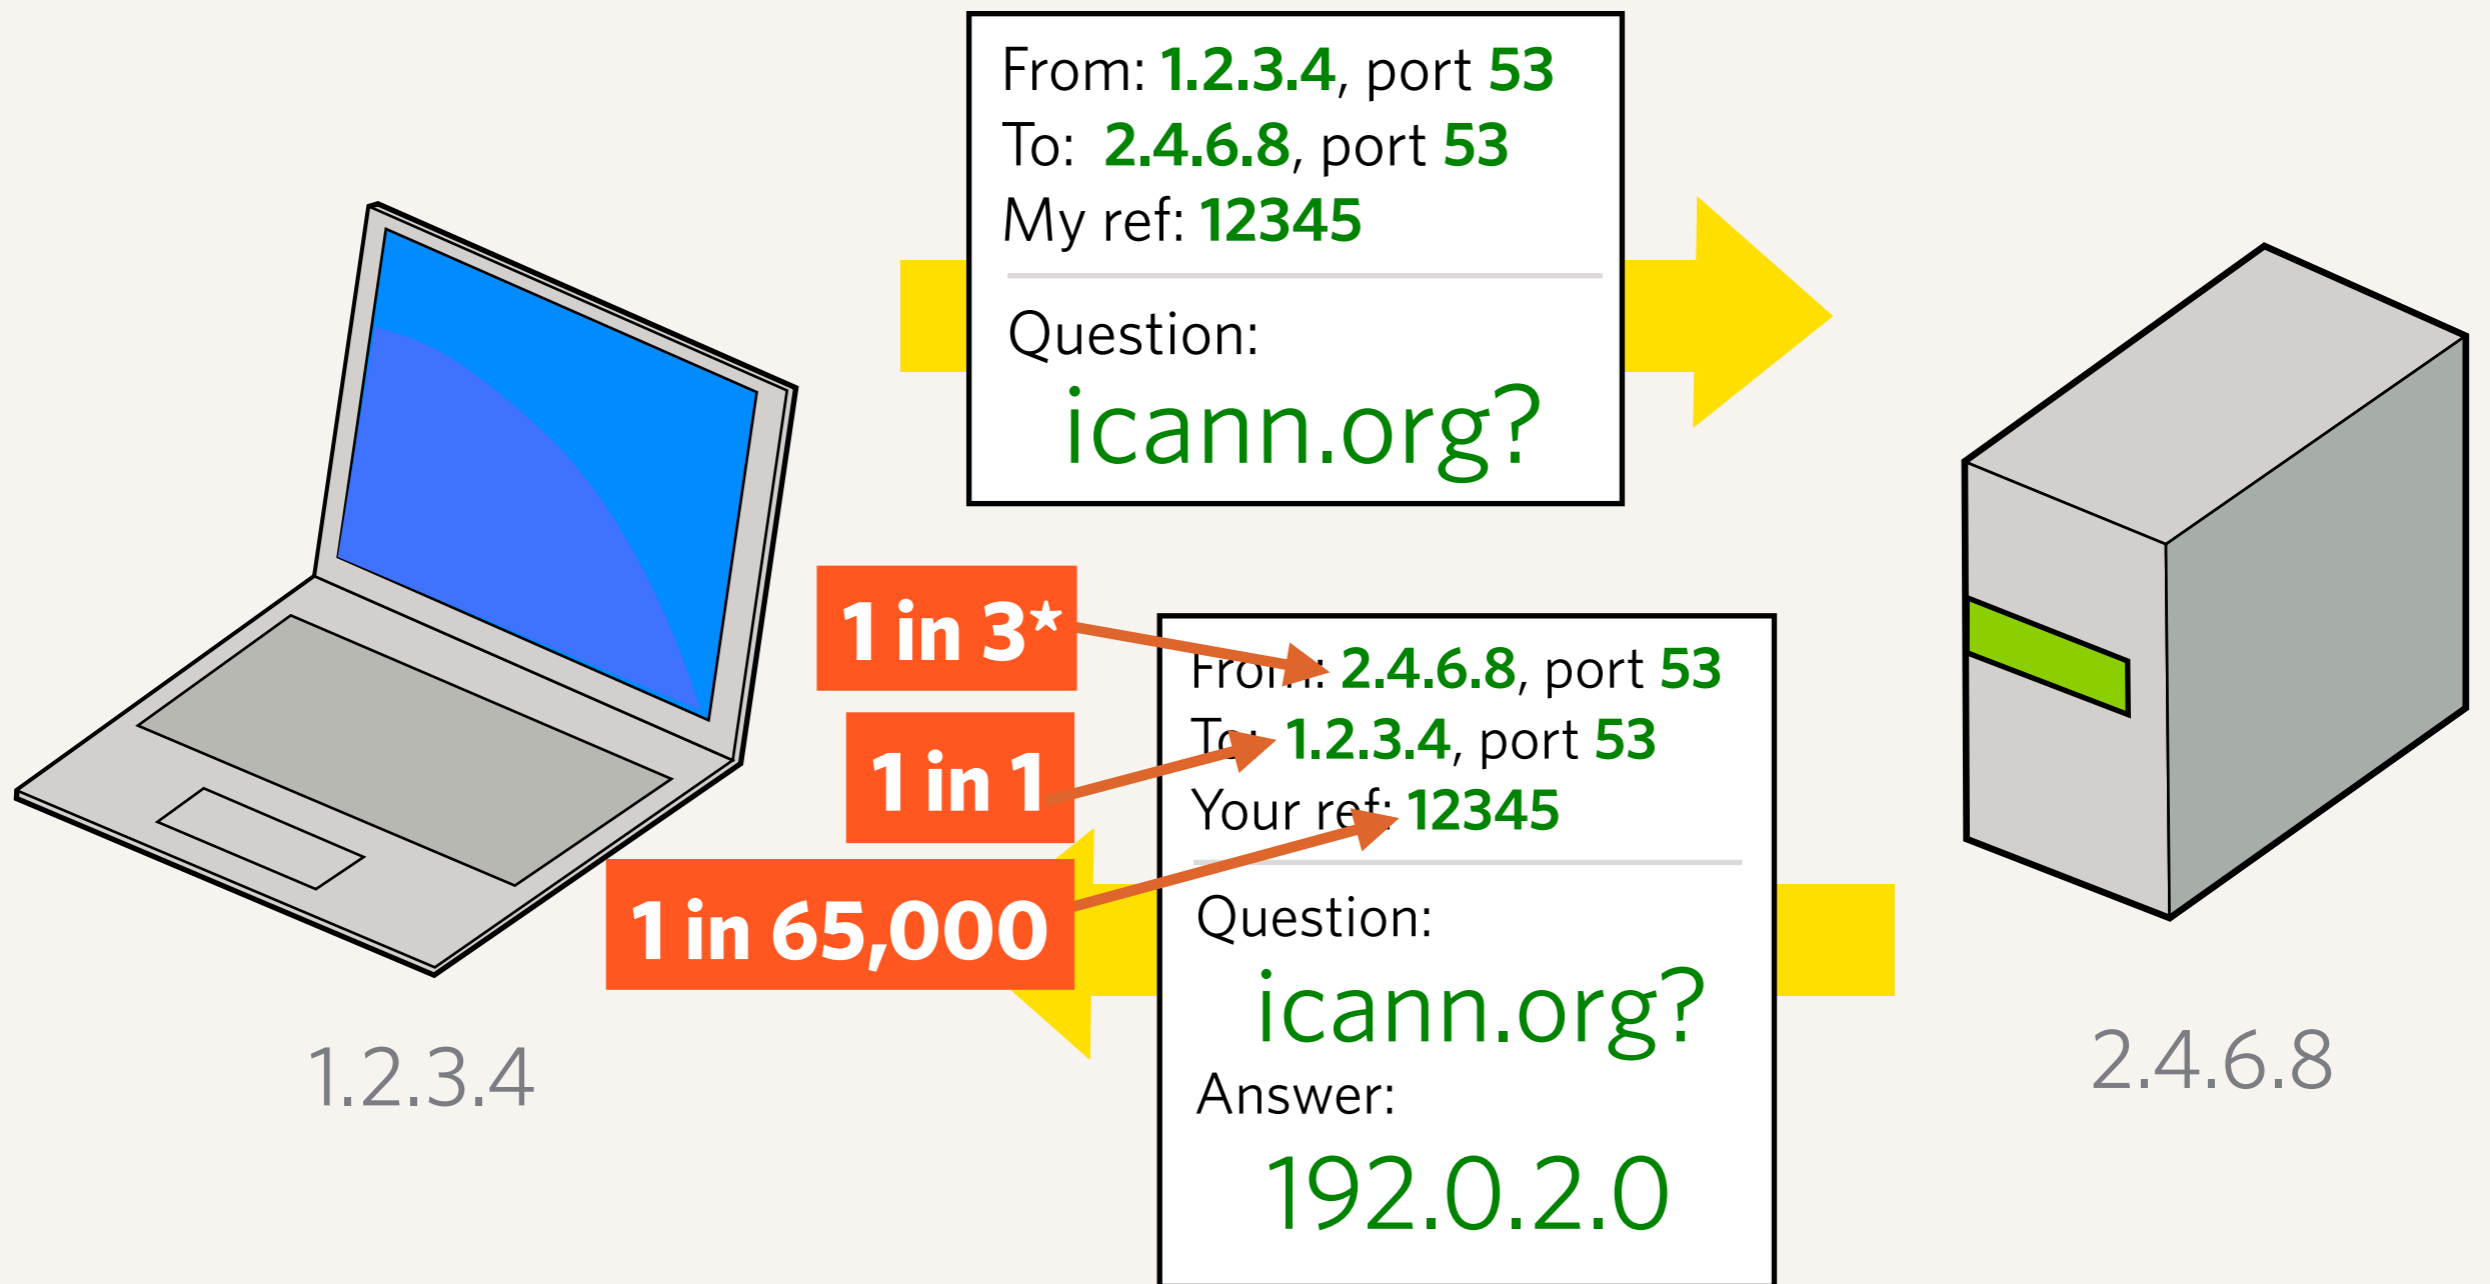 From: 1.2.3.4, port 53
To: 2.4.6.8, port 53
My ref: 12345
Question:
icann.org?
1 in 3*
1 in 1
1 in 65,000
From: 2.4.6.8, port 53
To: 1.2.3.4, port 53
Your ref: 12345
Question:
icann.org?
Answer:
192.0.2.0
1.2.3.4
2.4.6.8